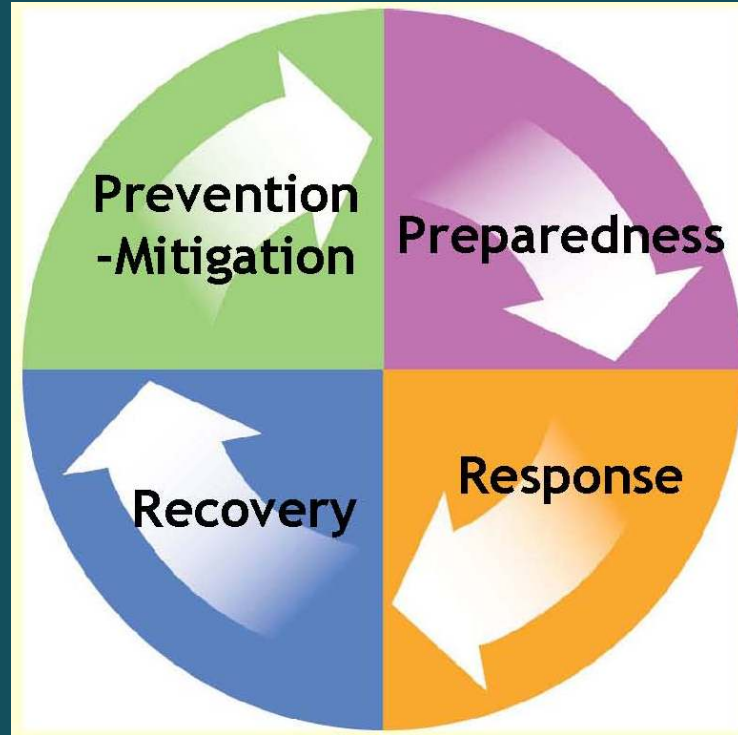 Prevention
-Mitigation
Preparedness
Response
Recovery